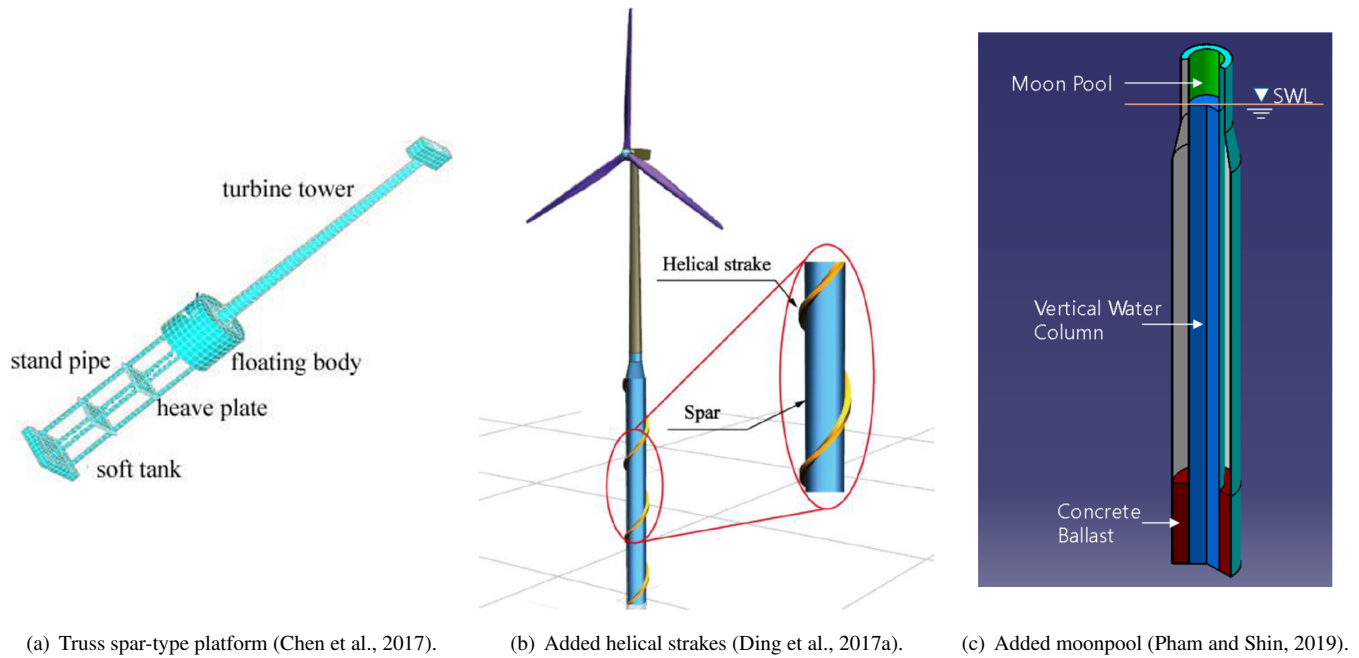 turbine tower
stand pipe
floating body
heave plate
soft tank
Helical strake
Spar
Moon Pool
SWL
Vertical Water
Column
Concrete
Ballast
(a) Truss spar-type platform (Chen et al., 2017).
(b) Added helical strakes (Ding et al., 2017a).
(c) Added moonpool (Pham and Shin, 2019).